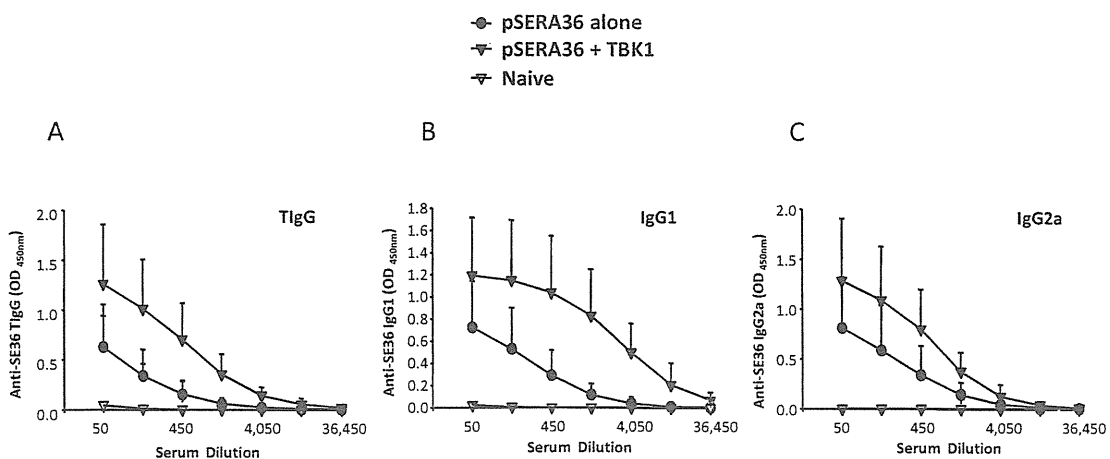 pSERA36 alone
pSERA36 + TBK1
Naive
A
B
C
TIgG
IgG1
IgG2a
Anti-SE36 TIgG (OD 450nm)
2.0
1.5
1.0
0.5
0.0
50
450
4,050
36,450
Serum Dilution
Anti-SE36 IgG1 (OD 450nm)
1.8
1.6
1.4
1.2
1.0
0.8
0.6
0.4
0.2
0.0
50
450
4,050
36,450
Serum Dilution
Anti-SE36 IgG2a (OD 450nm)
2.0
1.5
1.0
0.5
0.0
50
450
4,050
36,450
Serum Dilution